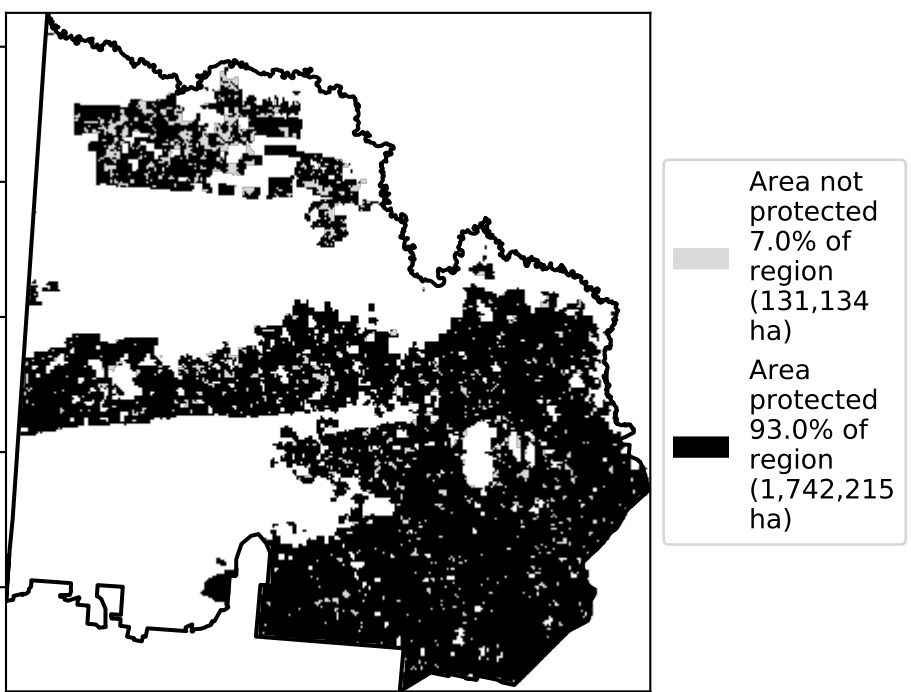 Area not
protected
7.0% of
region
(131,134
ha)
Area
protected
93.0% of
region
(1,742,215
ha)